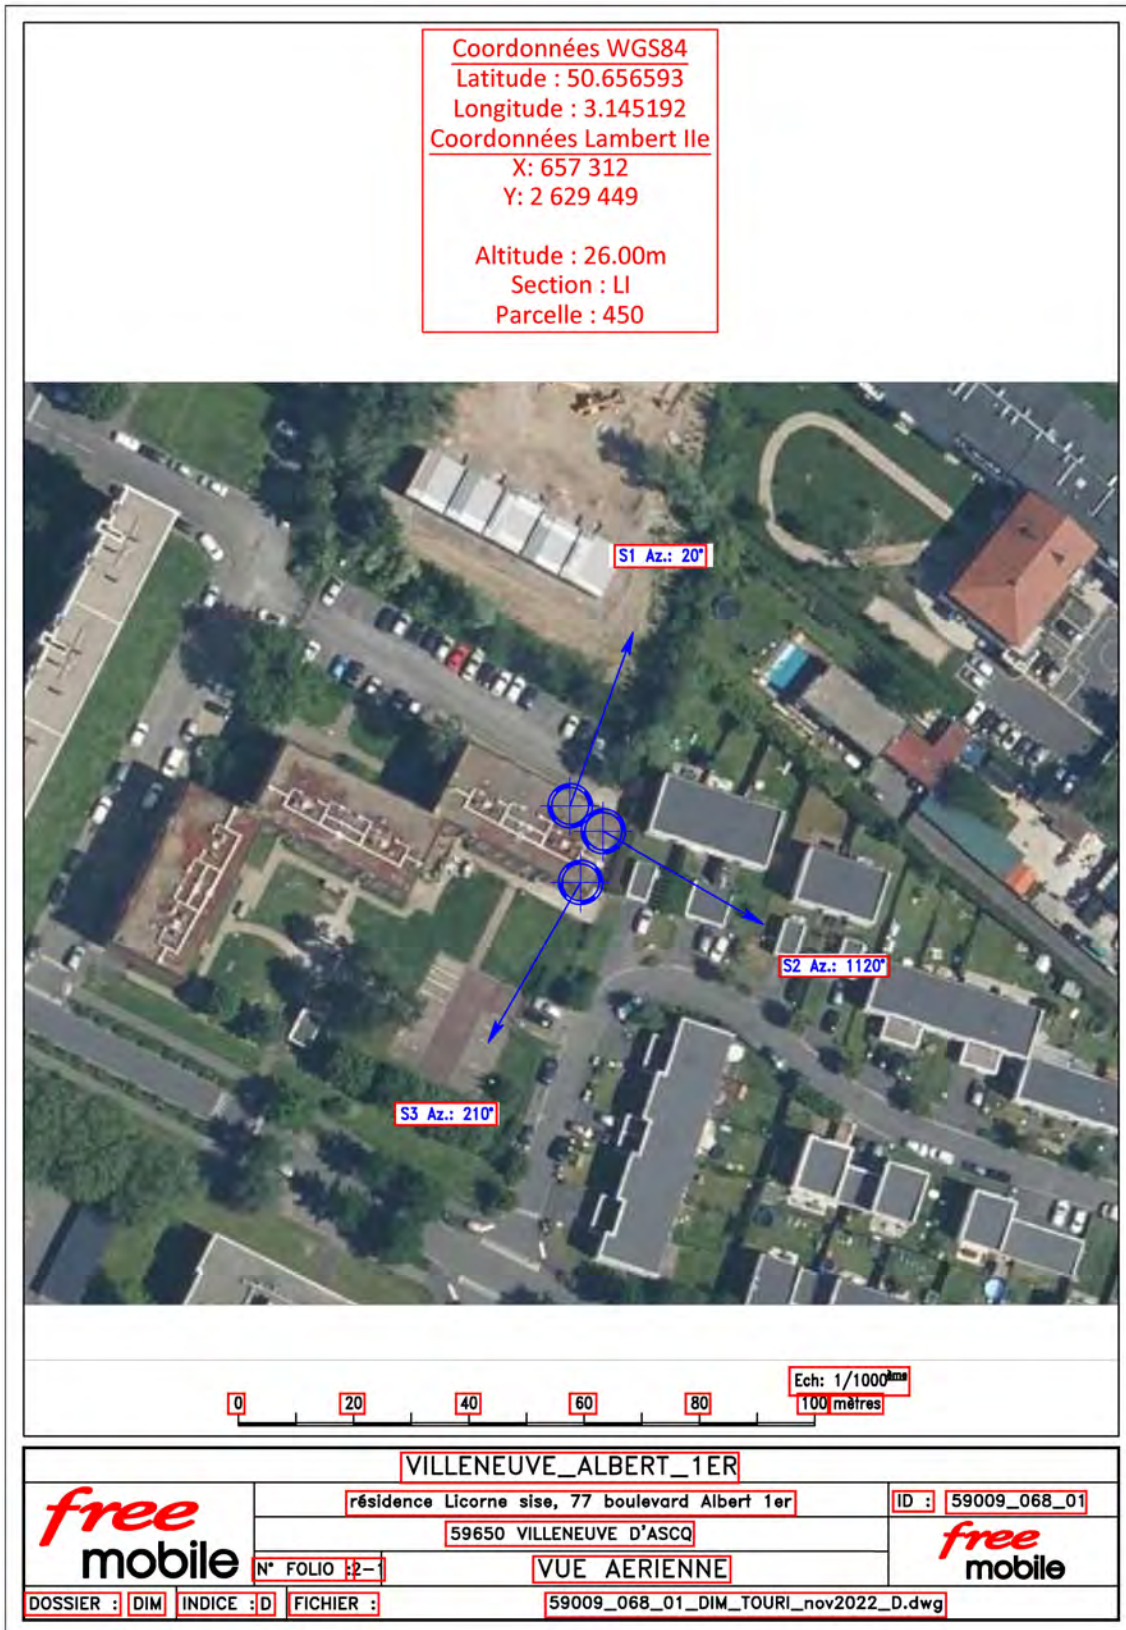 Coordonnées WGS84
Latitude : 50.656593
Longitude : 3.145192
Coordonnées Lambert IIe
X: 657 312
Y: 2 629 449
Altitude : 26.00m
Section : LI
Parcelle : 450
S1 Az.: 20°
S2 Az.: 1120°
S3 Az.: 210°
Ech: 1/1000ème
0 20 40 60 80 100 mètres
VILLENEUVE_ALBERT_1ER
free mobile
résidence Licorne sise, 77 boulevard Albert 1er
ID : 59009_068_01
59650 VILLENEUVE D'ASCQ
free mobile
N° FOLIO :2-1
VUE AERIENNE
DOSSIER : DIM INDICE : D FICHIER : 59009_068_01_DIM_TOURI_nov2022_D.dwg